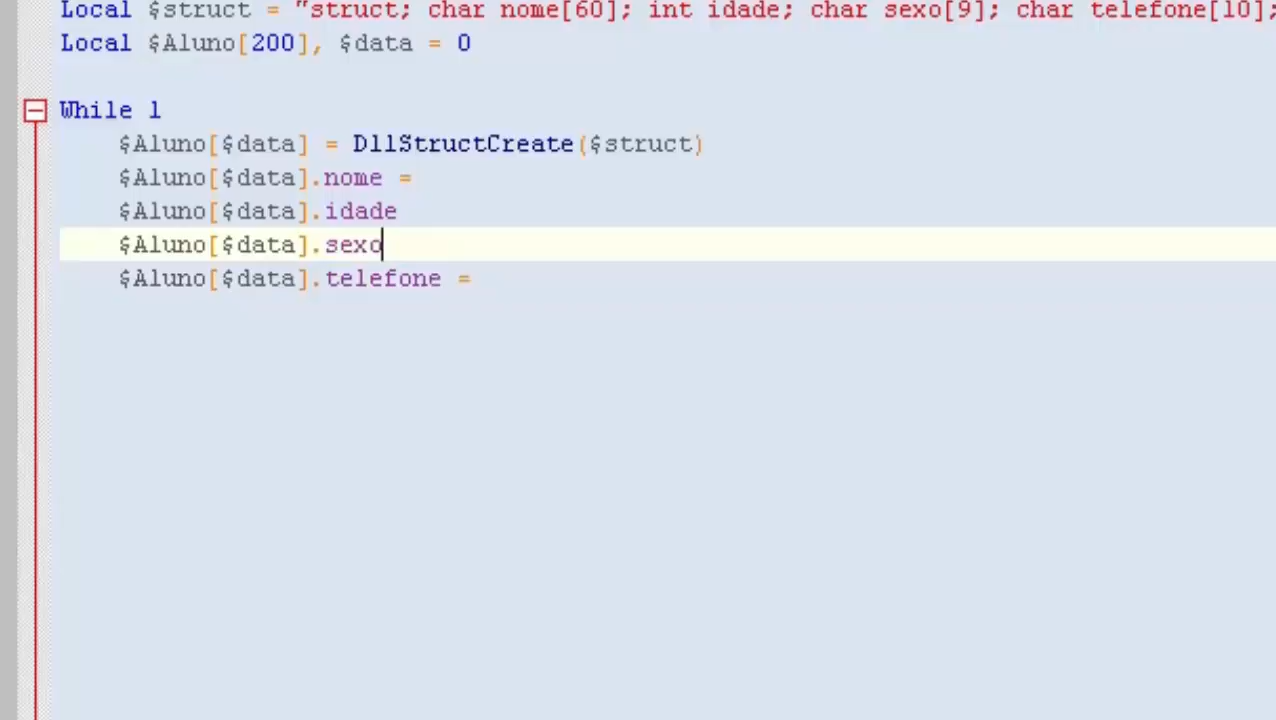 Local $struct = "struct; char nome[60]; int idade; char sexo[9]; char telefone[10];
Local $Aluno[200], $data = 0
While 1
$Aluno[$data] = DllStructCreate($struct)
$Aluno[$data].nome =
$Aluno[$data].idade
$Aluno[$data].sexo
$Aluno[$data].telefone =